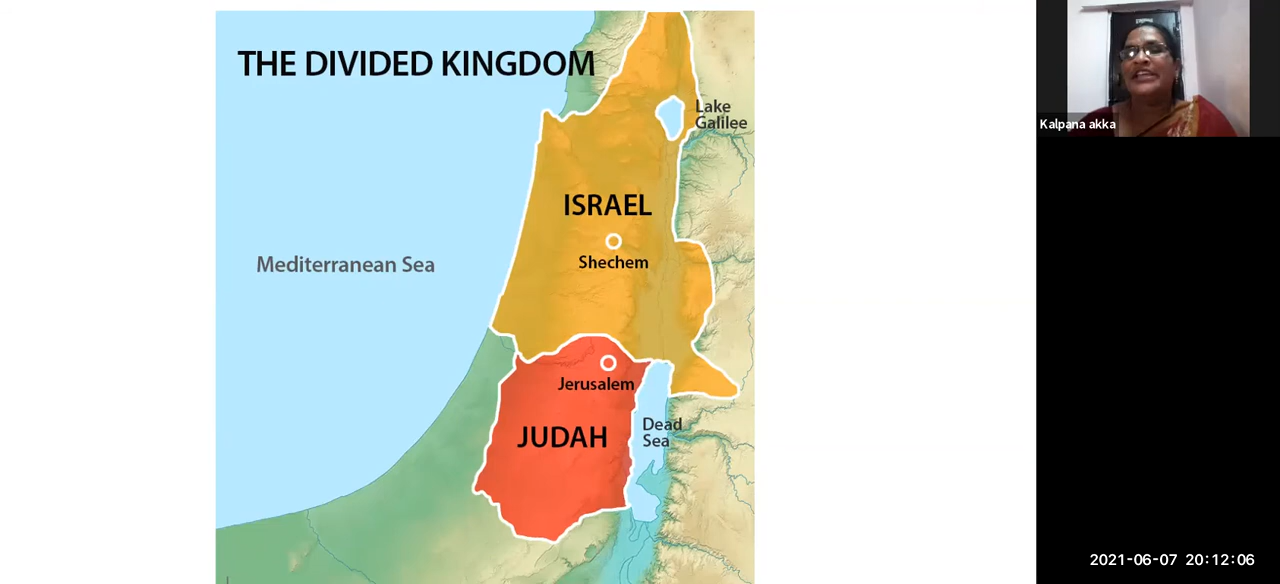 THE DIVIDED KINGDOM
Lake
Galilee
ISRAEL
Shechem
Mediterranean Sea
Jerusalem
JUDAH
Dead
Sea
Kalpana akka
2021-06-07 20:12:06